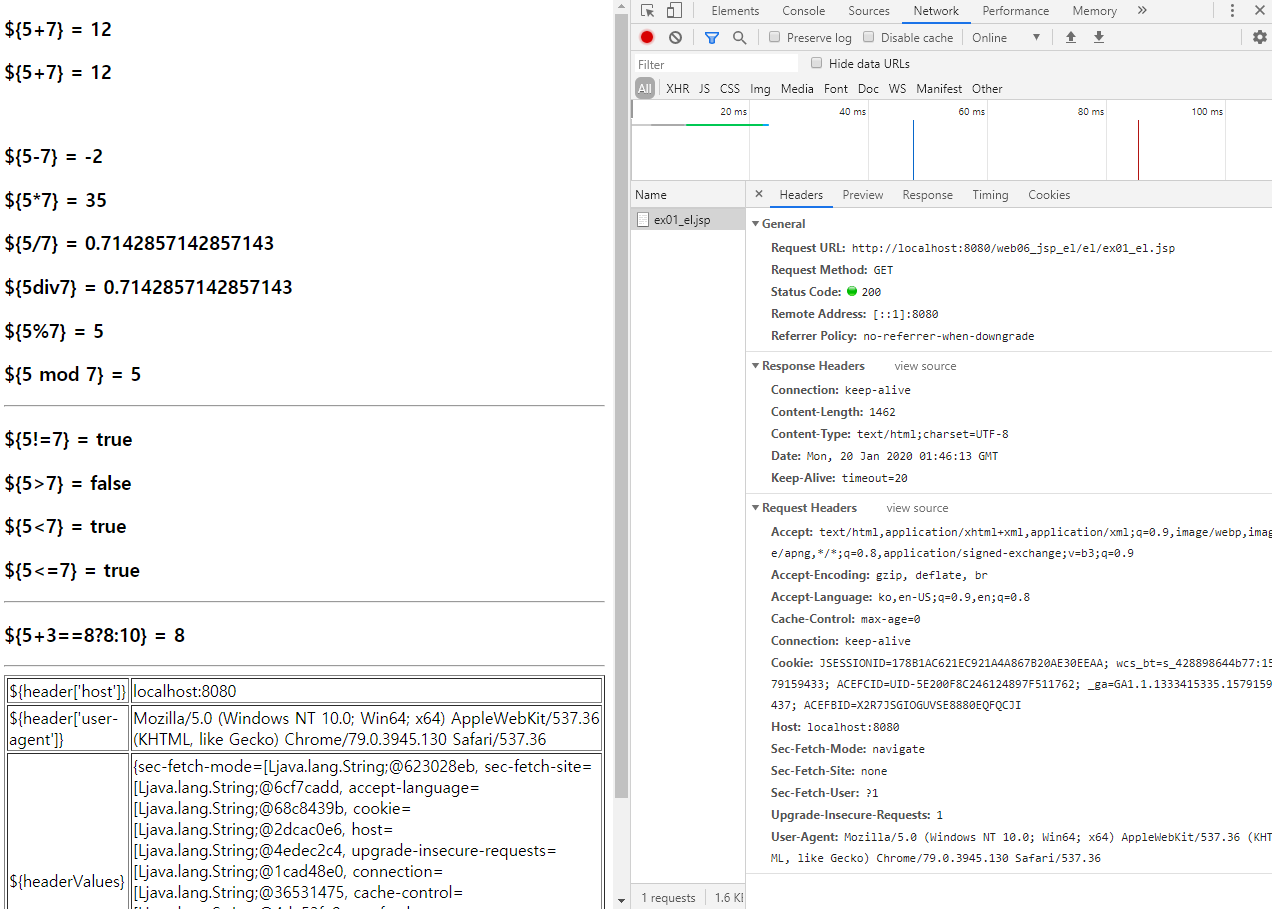 ${5+7} = 12
${5+7} = 12
${5-7} = -2
${5*7} = 35
${5/7} = 0.7142857142857143
${5div7} = 0.7142857142857143
${5%7} = 5
${5 mod 7} = 5
${5!=7} = true
${5>7} = false
${5<7} = true
${5<=7} = true
${5+3==8?8:10} = 8
${header['host']} localhost:8080
${header['user-agent']} Mozilla/5.0 (Windows NT 10.0; Win64; x64) AppleWebKit/537.36
(KHTML, like Gecko) Chrome/79.0.3945.130 Safari/537.36
${headerValues}
{sec-fetch-mode=[Ljava.lang.String;@623028eb, sec-fetch-site=
[Ljava.lang.String;@6cf7cadd, accept-language=
[Ljava.lang.String;@68c8439b, cookie=
[Ljava.lang.String;@2dcac0e6, host=
[Ljava.lang.String;@4edec2c4, upgrade-insecure-requests=
[Ljava.lang.String;@1cad48e0, connection=
[Ljava.lang.String;@36531475, cache-control=
Elements Console Sources Network Performance Memory »
Preserve log Disable cache Online
Filter Hide data URLs
All XHR JS CSS Img Media Font Doc WS Manifest Other
20 ms 40 ms 60 ms 80 ms 100 ms
Name
ex01_el.jsp
× Headers Preview Response Timing Cookies
General
Request URL: http://localhost:8080/web06_jsp_el/el/ex01_el.jsp
Request Method: GET
Status Code: 200
Remote Address: [::1]:8080
Referrer Policy: no-referrer-when-downgrade
Response Headers view source
Connection: keep-alive
Content-Length: 1462
Content-Type: text/html;charset=UTF-8
Date: Mon, 20 Jan 2020 01:46:13 GMT
Keep-Alive: timeout=20
Request Headers view source
Accept: text/html,application/xhtml+xml,application/xml;q=0.9,image/webp,imag
e/apng,*/*;q=0.8,application/signed-exchange;v=b3;q=0.9
Accept-Encoding: gzip, deflate, br
Accept-Language: ko,en-US;q=0.9,en;q=0.8
Cache-Control: max-age=0
Connection: keep-alive
Cookie: JSESSIONID=178B1AC621EC921A4A867B20AE30EEAA; wcs_bt=s_428898644b77:15
79159433; ACEFCID=UID-5E200F8C246124897F511762; _ga=GA1.1.1333415335.1579159
437; ACEFBID=X2R7JSGIOGUVSE8880EQFQCJI
Host: localhost:8080
Sec-Fetch-Mode: navigate
Sec-Fetch-Site: none
Sec-Fetch-User: ?1
Upgrade-Insecure-Requests: 1
User-Agent: Mozilla/5.0 (Windows NT 10.0; Win64; x64) AppleWebKit/537.36 (KHT
ML, like Gecko) Chrome/79.0.3945.130 Safari/537.36
1 requests 1.6 K